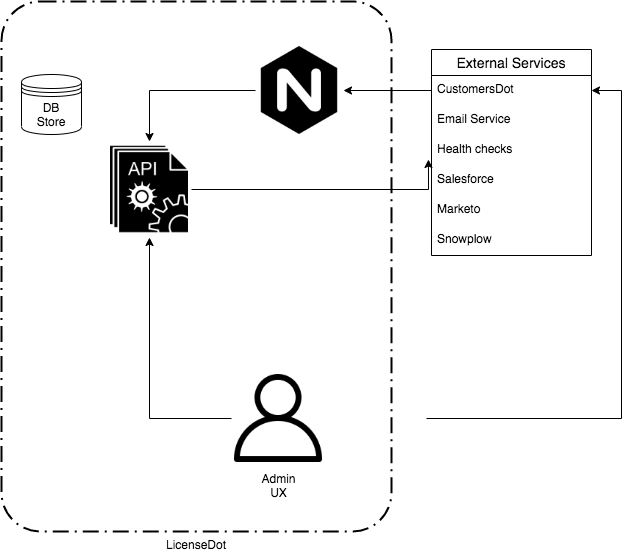 External Services
CustomersDot
DB
Store
Email Service
Health checks
API
Salesforce
Marketo
Snowplow
Admin
UX
LicenseDot
N